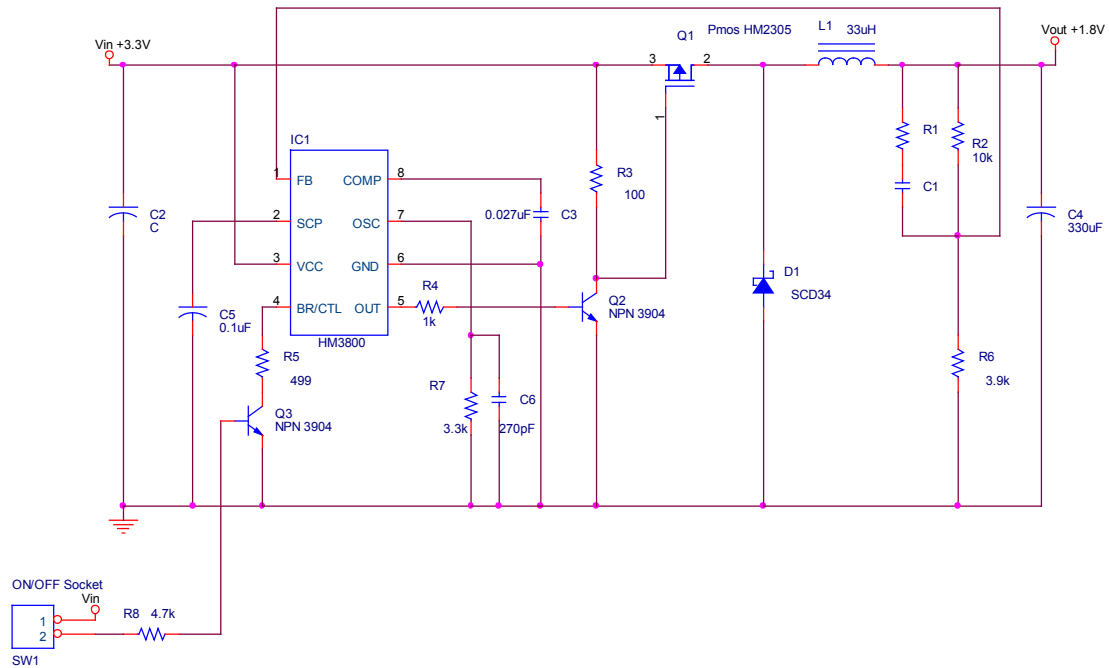 Q1 Pmos HM2305 L1 33uH
Vin +3.3V
Vout +1.8V
3 2
1
IC1
1 FB COMP 8
2 SCP OSC 7
3 VCC GND 6
4 BR/CTL OUT 5
HM3800
C2
C
C5
0.1uF
0.027uF C3
R3
100
R1
C1
R2
10k
C4
330uF
R4
1k
Q2
NPN 3904
D1
SCD34
R5
499
Q3
NPN 3904
R7
3.3k
C6
270pF
R6
3.9k
ON/OFF Socket
Vin
1
2
SW1
R8 4.7k